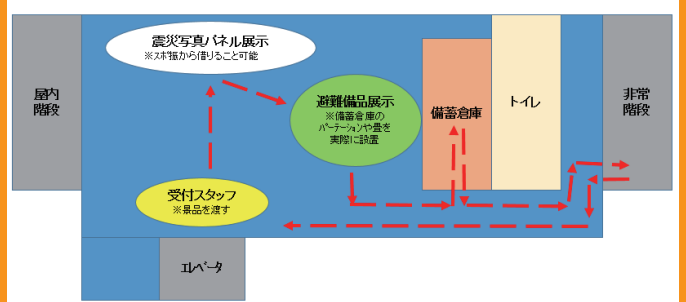 震災写真パネル展示
※スポ振から借りること可能
屋内
階段
避難備品展示
※備蓄倉庫の
パーテーションや畳を
実際に設置
備蓄倉庫
トイレ
非常
階段
受付スタッフ
※景品を渡す
エレベータ